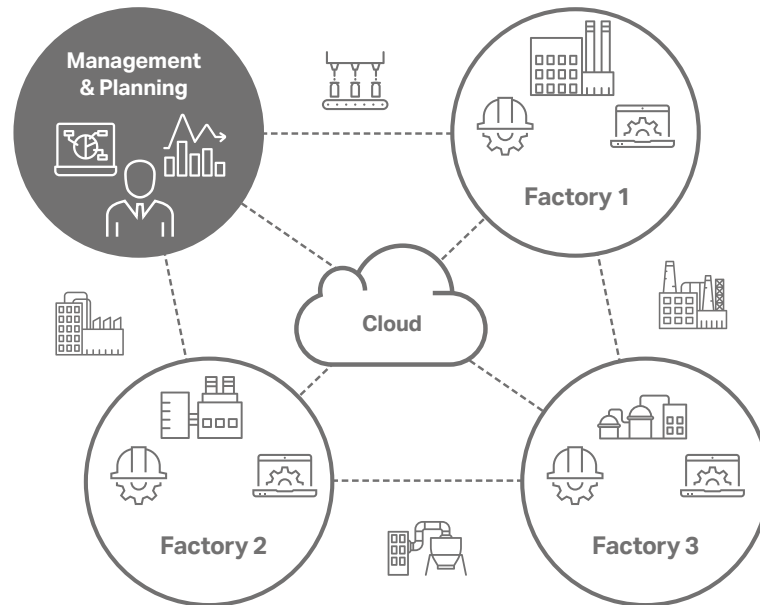 Management
& Planning
Factory 1
Cloud
Factory 2
Factory 3